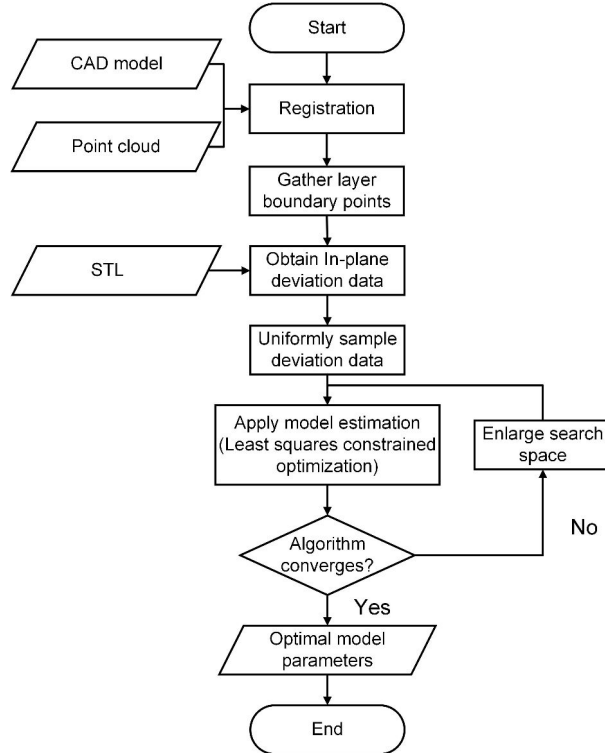 Start
CAD model
Registration
Point cloud
Gather layer
boundary points
STL
Obtain In-plane
deviation data
Uniformly sample
deviation data
Apply model estimation
(Least squares constrained
optimization)
Enlarge search
space
No
Algorithm
converges?
Yes
Optimal model
parameters
End